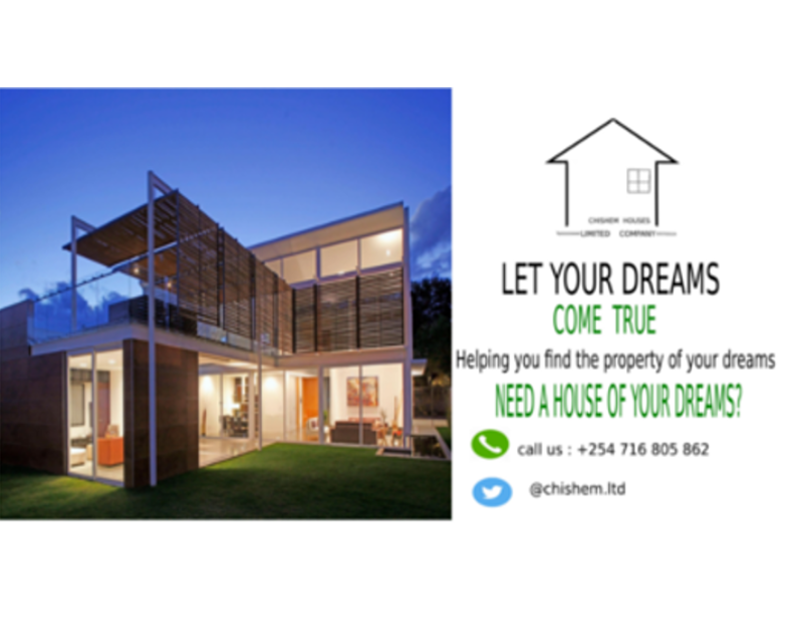 CHISHEM HOUSES
LIMITED COMPANY
LET YOUR DREAMS
COME TRUE
Helping you find the property of your dreams
NEED A HOUSE OF YOUR DREAMS?
call us : +254 716 805 862
@chishem.ltd